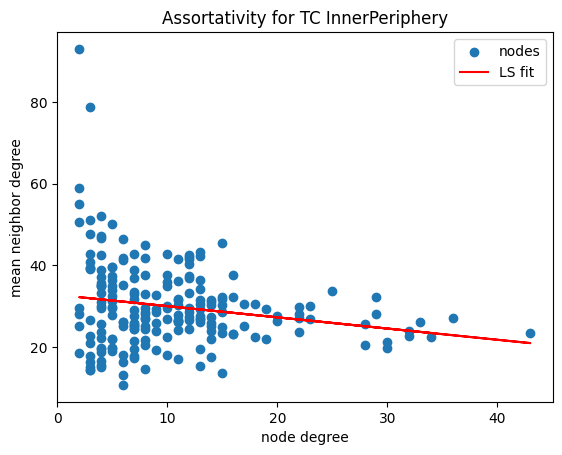 Assortativity for TC InnerPeriphery
nodes
LS fit
mean neighbor degree
80
60
40
20
0
10
20
30
40
node degree